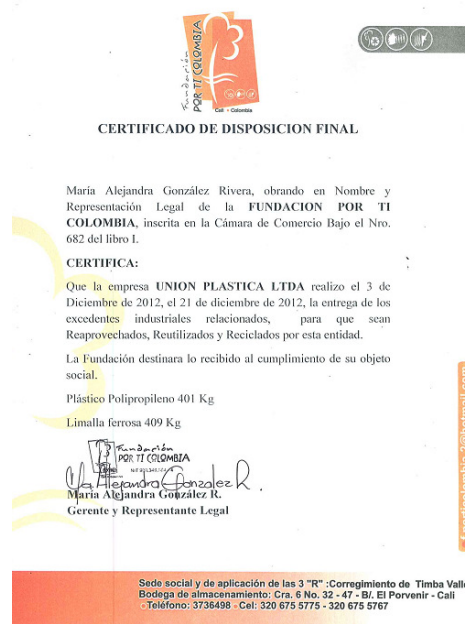 Fundación
POR TI COLOMBIA
Cali - Colombia
CERTIFICADO DE DISPOSICION FINAL
María Alejandra González Rivera, obrando en Nombre y
Representación Legal de la FUNDACION POR TI
COLOMBIA, inscrita en la Cámara de Comercio Bajo el Nro.
682 del libro I.
CERTIFICA:
Que la empresa UNION PLASTICA LTDA realizo el 3 de
Diciembre de 2012, el 21 de diciembre de 2012, la entrega de los
excedentes industriales relacionados, para que sean
Reaprovechados, Reutilizados y Reciclados por esta entidad.
La Fundación destinara lo recibido al cumplimiento de su objeto
social.
Plástico Polipropileno 401 Kg
Limalla ferrosa 409 Kg
Fundación
POR TI COLOMBIA
Ma Alejandra Gonzalez R.
María Alejandra González R.
Gerente y Representante Legal
Sede social y de aplicación de las 3 "R" :Corregimiento de Timba Valle
Bodega de almacenamiento: Cra. 6 No. 32 - 47 - B/. El Porvenir - Cali
Teléfono: 3736498 - Cel: 320 675 5775 - 320 675 5767